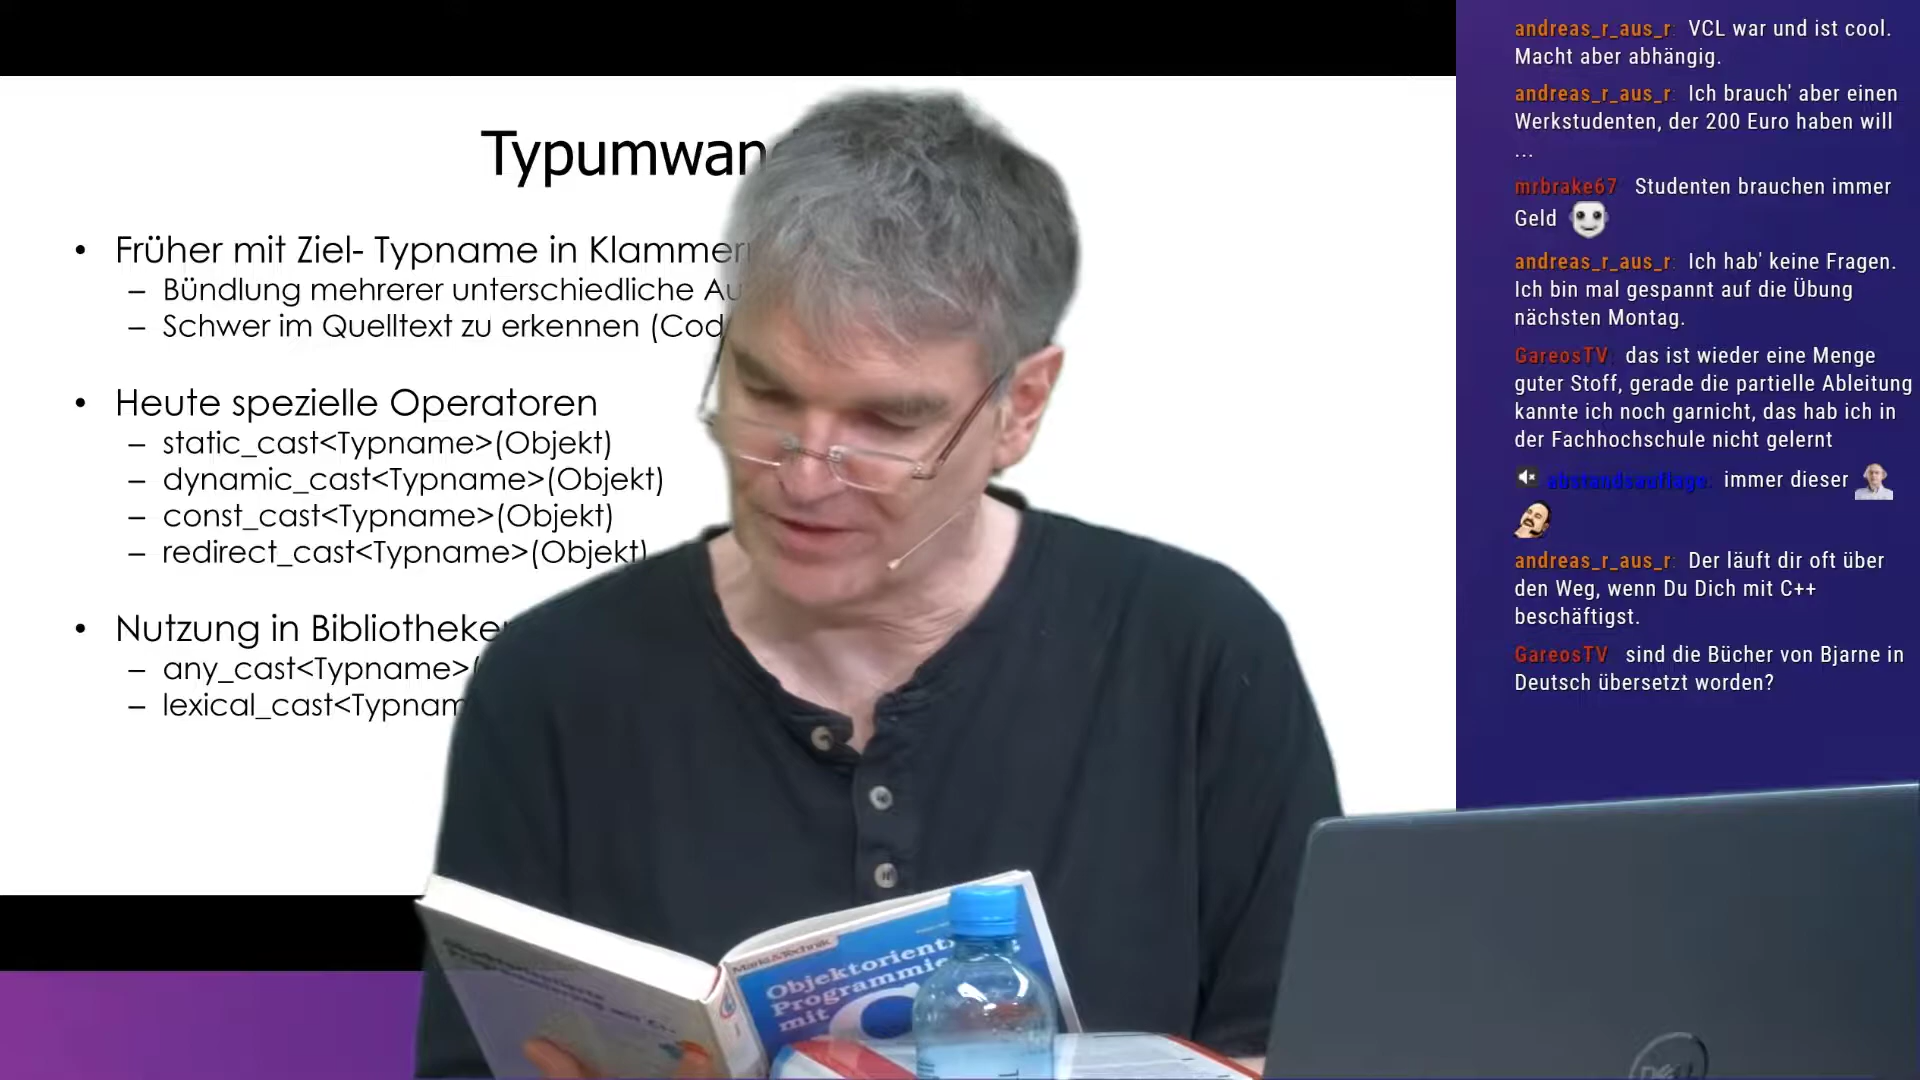 Typumwan
• Früher mit Ziel- Typname in Klammern
– Bündlung mehrerer unterschiedliche Au
– Schwer im Quelltext zu erkennen (Cod
• Heute spezielle Operatoren
– static_cast<Typname>(Objekt)
– dynamic_cast<Typname>(Objekt)
– const_cast<Typname>(Objekt)
– redirect_cast<Typname>(Objekt)
• Nutzung in Bibliotheken
– any_cast<Typname>(
– lexical_cast<Typnam
andreas_r_aus_r: VCL war und ist cool.
Macht aber abhängig.
andreas_r_aus_r: Ich brauch' aber einen
Werkstudenten, der 200 Euro haben will
...
mrbrake67 Studenten brauchen immer
Geld
andreas_r_aus_r: Ich hab' keine Fragen.
Ich bin mal gespannt auf die Übung
nächsten Montag.
GareosTV das ist wieder eine Menge
guter Stoff, gerade die partielle Ableitung
kannte ich noch garnicht, das hab ich in
der Fachhochschule nicht gelernt
abstandsauflage: immer dieser
andreas_r_aus_r: Der läuft dir oft über
den Weg, wenn Du Dich mit C++
beschäftigst.
GareosTV sind die Bücher von Bjarne in
Deutsch übersetzt worden?
Markt&Technik
Objektorient
Programmie
mit
DELL